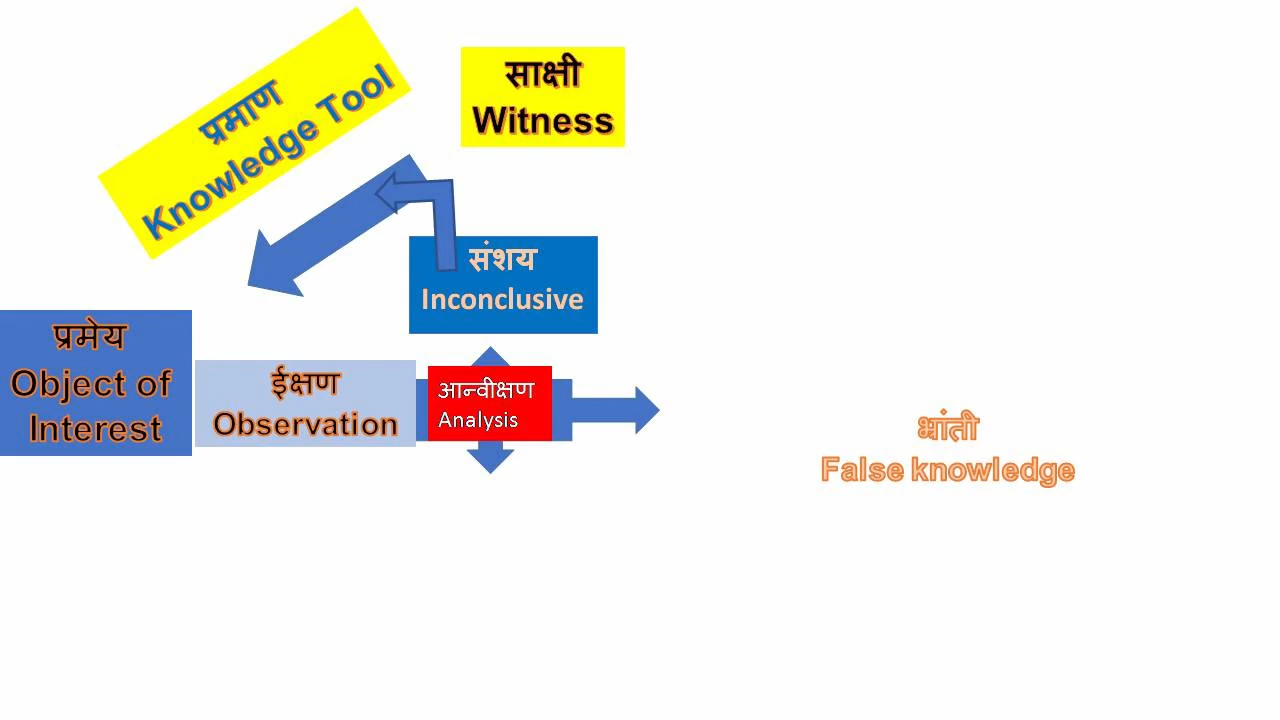 प्रमाण
Knowledge Tool
साक्षी
Witness
संशय
Inconclusive
प्रमेय
Object of
Interest
ईक्षण
Observation
आन्वीक्षण
Analysis
भ्रांती
False knowledge